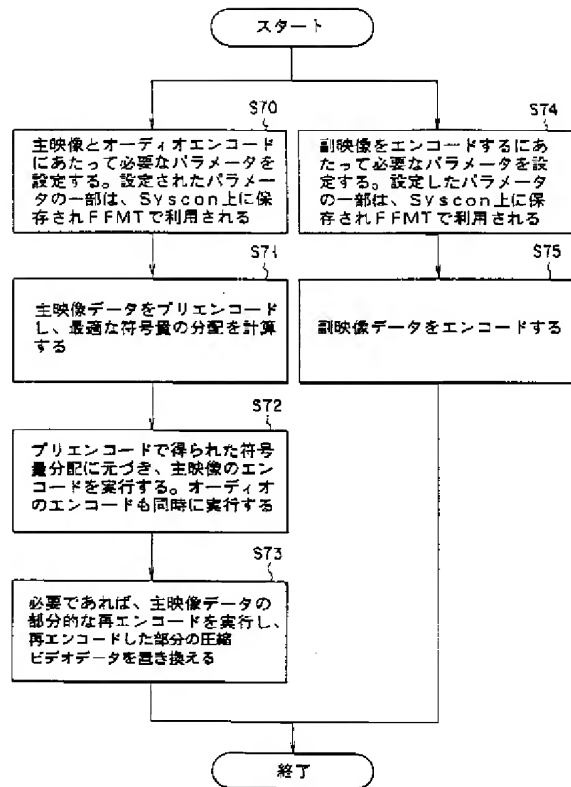 スタート
S70
主映像とオーディオエンコード
にあたって必要なパラメータを
設定する。設定されたパラメ
ータの一部は、Syscon上に保
存されFFMTで利用される
S71
主映像データをプリエンコード
し、最適な符号量の分配を計算
する
S72
プリエンコードで得られた符号
量分配に元づき、主映像のエン
コードを実行する。オーディオ
のエンコードも同時に実行する
S73
必要であれば、主映像データの
部分的な再エンコードを実行し、
再エンコードした部分の圧縮
ビデオデータを置き換える
S74
副映像をエンコードするにあ
たって必要なパラメータを設
定する。設定したパラメータ
の一部は、Syscon上に保
存されFFMTで利用される
S75
副映像データをエンコードする
終了